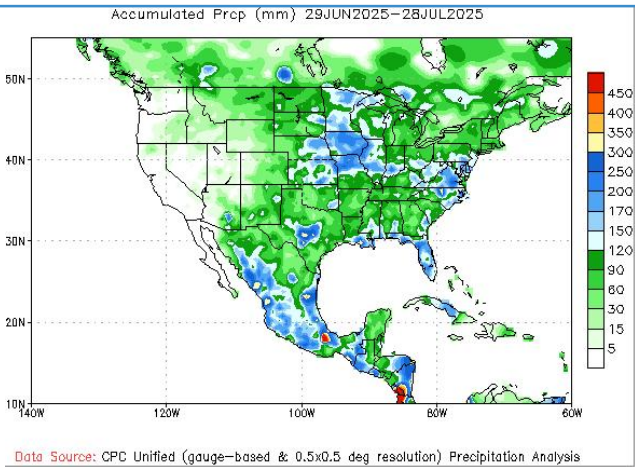 Accumulated Prcp (mm) 29JUN2025–28JUL2025
50N
40N
30N
20N
10N
140W
120W
100W
80W
60W
450
400
350
300
250
200
170
150
120
90
60
30
15
5
Data Source: CPC Unified (gauge-based & 0.5x0.5 deg resolution) Precipitation Analysis